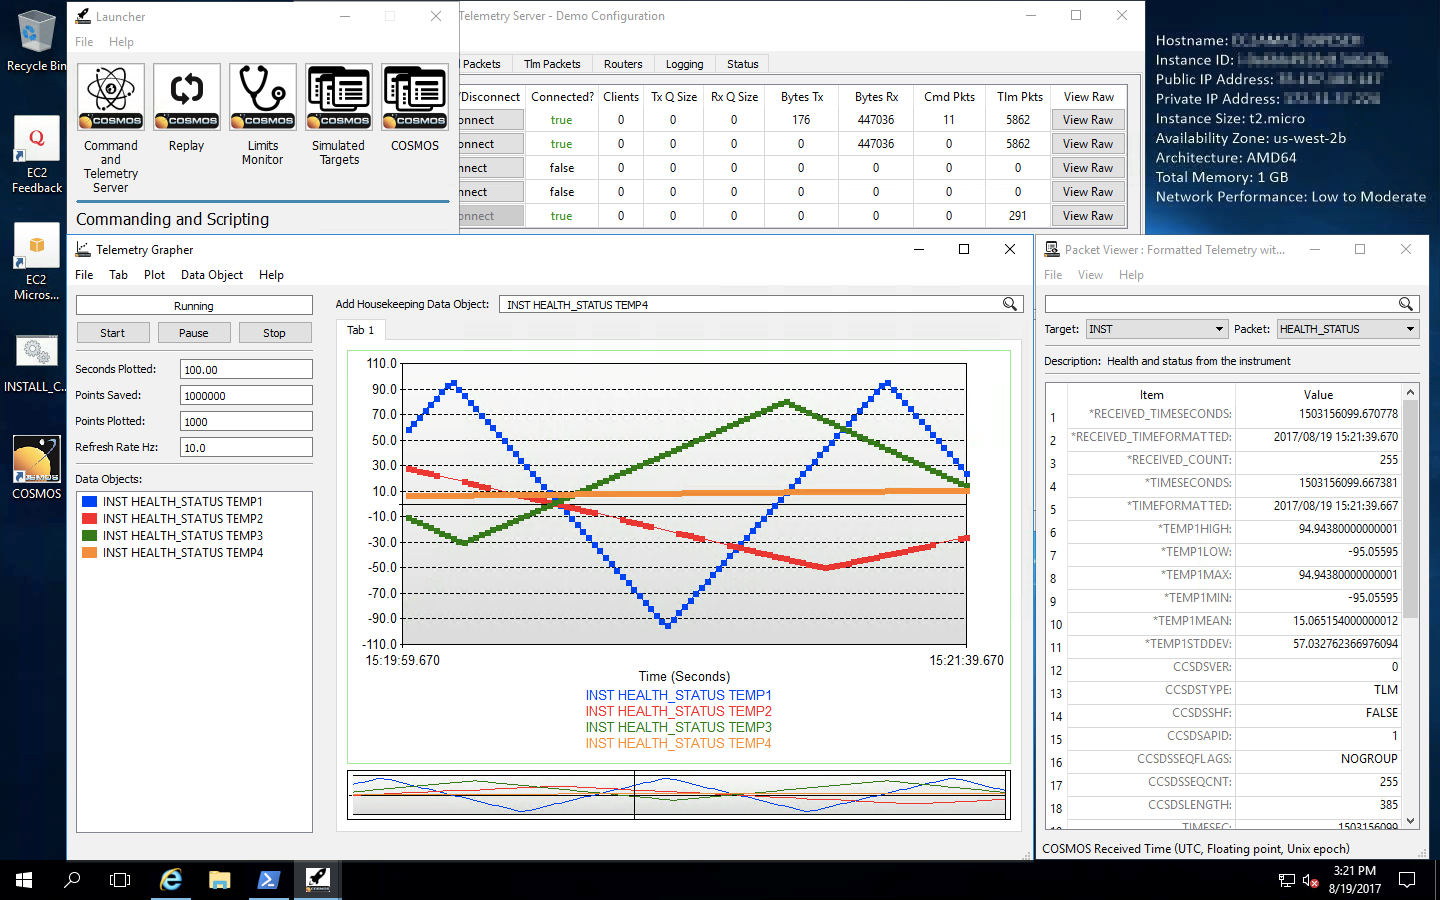 Recycle Bin
EC2
Feedback
EC2
Micros...
INSTALL_C...
COSMOS
Launcher
File Help
COSMOS COSMOS COSMOS COSMOS COSMOS
Command
and
Telemetry
Server
Replay
Limits
Monitor
Simulated
Targets
COSMOS
Commanding and Scripting
Telemetry Server - Demo Configuration
Packets Tlm Packets Routers Logging Status
/Disconnect Connected? Clients Tx Q Size Rx Q Size Bytes Tx Bytes Rx Cmd Pkts Tlm Pkts View Raw
onnect true 0 0 0 176 447036 11 5862 View Raw
onnect true 0 0 0 0 447036 0 5862 View Raw
nnect false 0 0 0 0 0 0 0 View Raw
nnect false 0 0 0 0 0 0 0 View Raw
onnect true 0 0 0 0 0 0 291 View Raw
Hostname:
Instance ID:
Public IP Address:
Private IP Address:
Instance Size: t2.micro
Availability Zone: us-west-2b
Architecture: AMD64
Total Memory: 1 GB
Network Performance: Low to Moderate
Telemetry Grapher
File Tab Plot Data Object Help
Running
Start Pause Stop
Seconds Plotted: 100.00
Points Saved: 1000000
Points Plotted: 1000
Refresh Rate Hz: 10.0
Data Objects:
INST HEALTH_STATUS TEMP1
INST HEALTH_STATUS TEMP2
INST HEALTH_STATUS TEMP3
INST HEALTH_STATUS TEMP4
Add Housekeeping Data Object: INST HEALTH_STATUS TEMP4
Tab 1
110.0
90.0
70.0
50.0
30.0
10.0
-10.0
-30.0
-50.0
-70.0
-90.0
-110.0
15:19:59.670 15:21:39.670
Time (Seconds)
INST HEALTH_STATUS TEMP1
INST HEALTH_STATUS TEMP2
INST HEALTH_STATUS TEMP3
INST HEALTH_STATUS TEMP4
Packet Viewer : Formatted Telemetry wit...
File View Help
Target: INST Packet: HEALTH_STATUS
Description: Health and status from the instrument
Item Value
1 *RECEIVED_TIMESECONDS: 1503156099.670778
2 *RECEIVED_TIMEFORMATTED: 2017/08/19 15:21:39.670
3 *RECEIVED_COUNT: 255
4 *TIMESECONDS: 1503156099.667381
5 *TIMEFORMATTED: 2017/08/19 15:21:39.667
6 *TEMP1HIGH: 94.94380000000001
7 *TEMP1LOW: -95.05595
8 *TEMP1MAX: 94.94380000000001
9 *TEMP1MIN: -95.05595
10 *TEMP1MEAN: 15.065154000000012
11 *TEMP1STDDEV: 57.032762366976094
12 CCSDSVER: 0
13 CCSDSTYPE: TLM
14 CCSDSSHF: FALSE
15 CCSDSAPID: 1
16 CCSDSSEQFLAGS: NOGROUP
17 CCSDSSEQCNT: 255
18 CCSDSLENGTH: 385
TIMESEC: 1503156099
COSMOS Received Time (UTC, Floating point, Unix epoch)
3:21 PM
8/19/2017